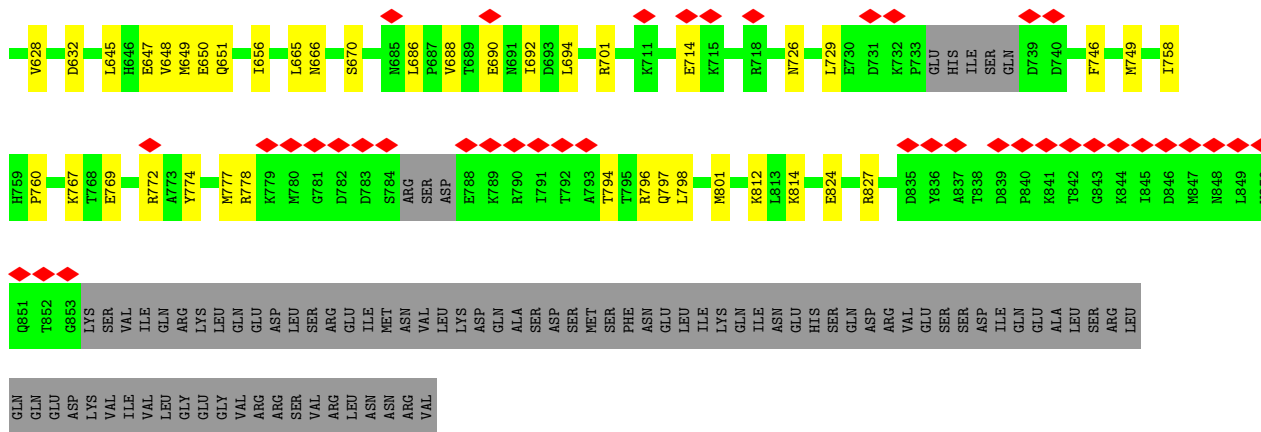 V628 D632 L645 H646 E647 V648 M649 E650 Q651 I656 L665 N666 S670 N685 L686 P687 V688 T689 E690 N691 I692 D693 L694 R701 K711 E714 K715 R718 N726 L729 E730 D731 K732 P733 GLU HIS ILE SER GLN D739 D740 F746 M749 I758
H759 P760 K767 T768 E769 R772 A773 Y774 M777 R778 K779 M780 G781 D782 D783 S784 ARG SER ASP E788 K789 R790 I791 T792 A793 T794 T795 R796 Q797 L798 M801 K812 L813 K814 E824 R827 D835 Y836 A837 T838 D839 P840 K841 T842 G843 K844 I845 D846 M847 N848 L849
Q851 T852 G853 LYS SER VAL ILE GLN ARG LYS LEU GLN GLU ASP LEU SER ARG GLU ILE MET ASN VAL LEU LYS ASP GLN ALA SER ASP SER MET SER PHE ASN GLU LEU ILE LYS GLN ILE ASN GLU HIS SER GLN ASP ARG VAL GLU SER SER ASP ILE GLN GLU ALA LEU SER ARG LEU
GLN GLN GLU ASP LYS VAL ILE VAL LEU GLY GLU GLY VAL ARG ARG SER VAL ARG LEU ASN ASN ARG VAL